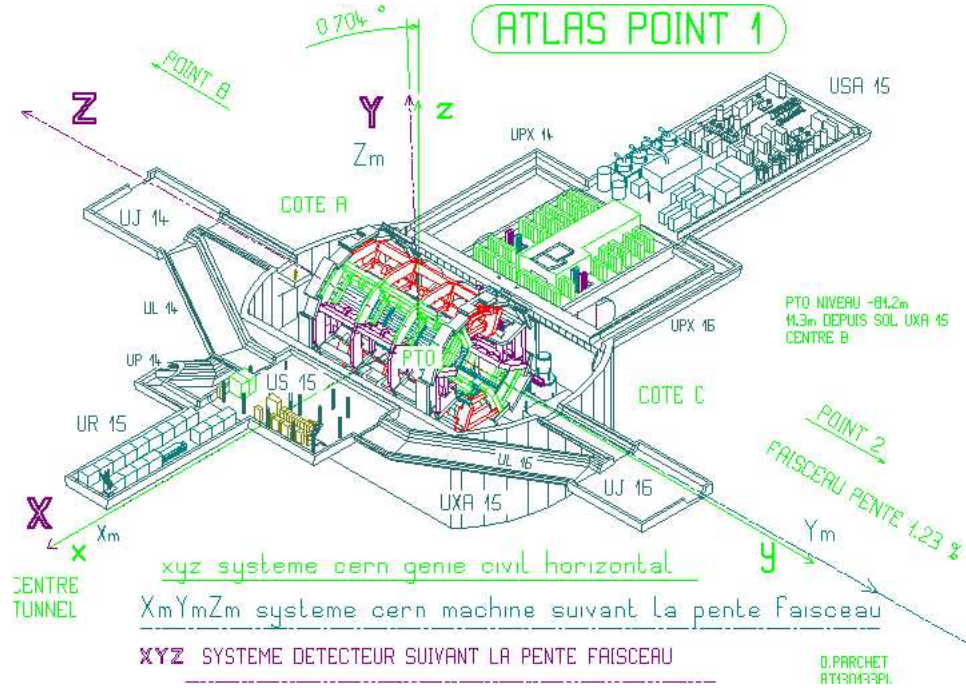 0.704 °
ATLAS POINT 1
POINT 8
USA 15
Z
Y
z
Zm
UPX 14
COTE A
UJ 14
PTO NIVEAU -81.2m
11.3m DEPUIS SOL UXA 15
CENTRE B
UL 14
UPX 16
UP 14
PTO
US 15
COTE C
UR 15
POINT 2
UL 16
UJ 16
UXA 15
FAISCEAU PENTE 1.23 %
X
Xm
x
Ym
y
CENTRE
TUNNEL
xyz systeme cern genie civil horizontal
XmYmZm systeme cern machine suivant la pente faisceau
XYZ SYSTEME DETECTEUR SUIVANT LA PENTE FAISCEAU
D.PARCHET